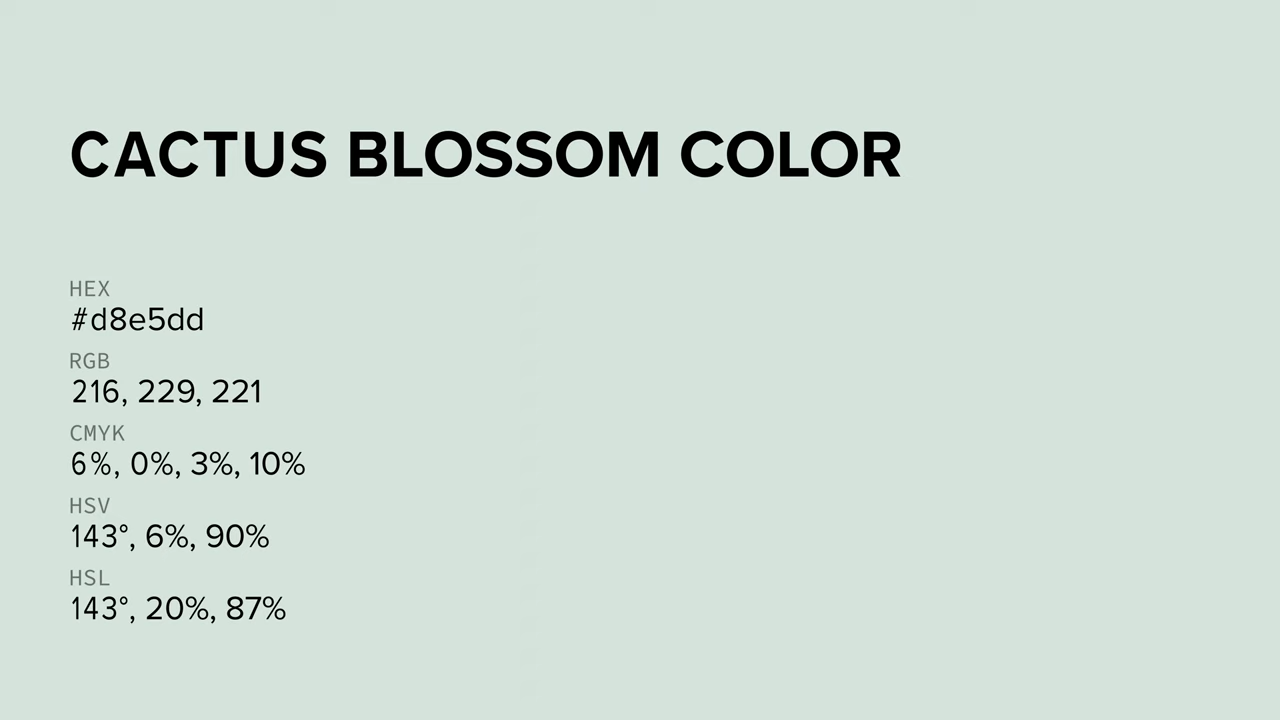 CACTUS BLOSSOM COLOR
HEX
#d8e5dd
RGB
216, 229, 221
CMYK
6%, 0%, 3%, 10%
HSV
143°, 6%, 90%
HSL
143°, 20%, 87%